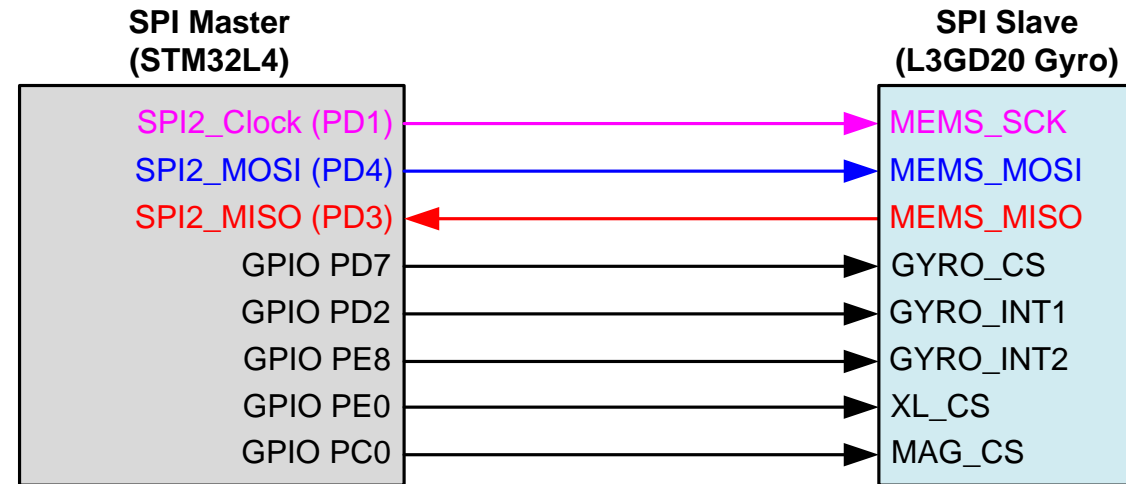 SPI Master
(STM32L4)
SPI Slave
(L3GD20 Gyro)
SPI2_Clock (PD1)
MEMS_SCK
SPI2_MOSI (PD4)
MEMS_MOSI
SPI2_MISO (PD3)
MEMS_MISO
GPIO PD7
GYRO_CS
GPIO PD2
GYRO_INT1
GPIO PE8
GYRO_INT2
GPIO PE0
XL_CS
GPIO PC0
MAG_CS